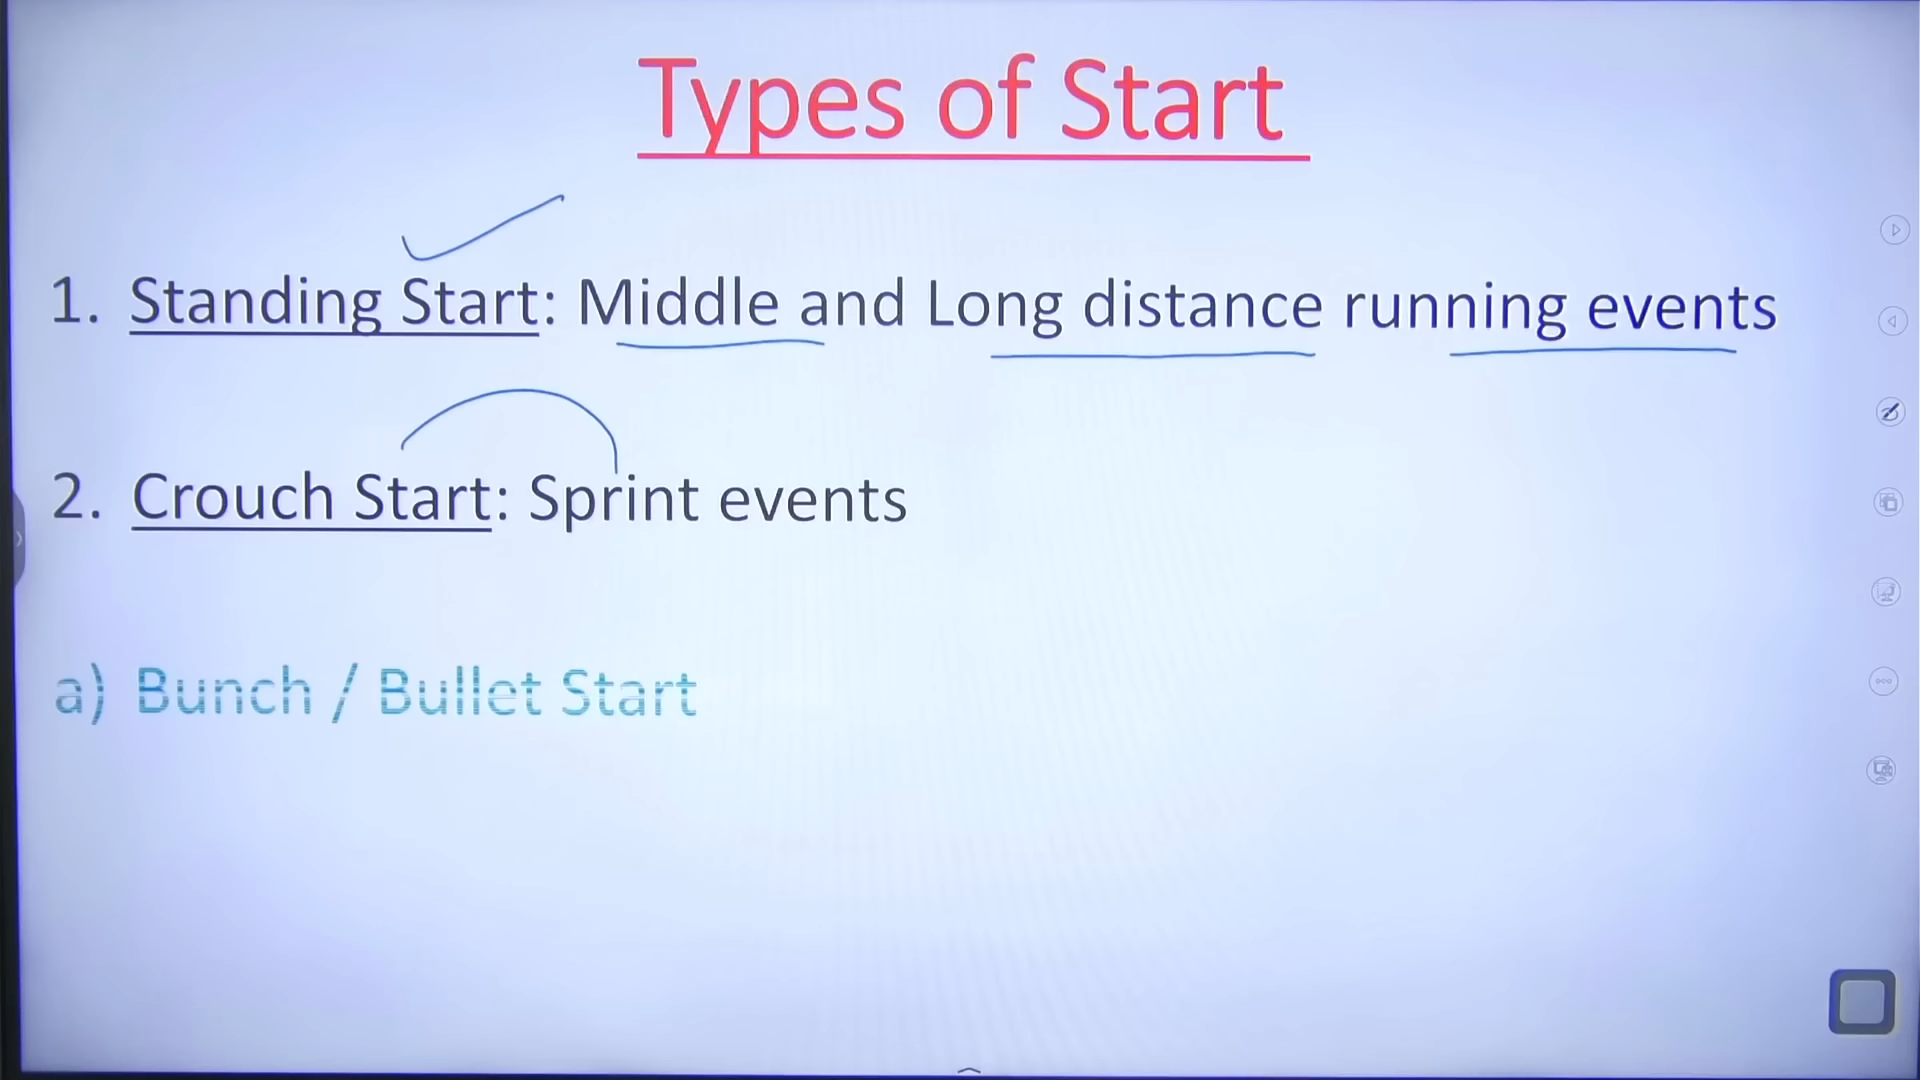 Types of Start
1. Standing Start: Middle and Long distance running events
2. Crouch Start: Sprint events
a) Bunch / Bullet Start